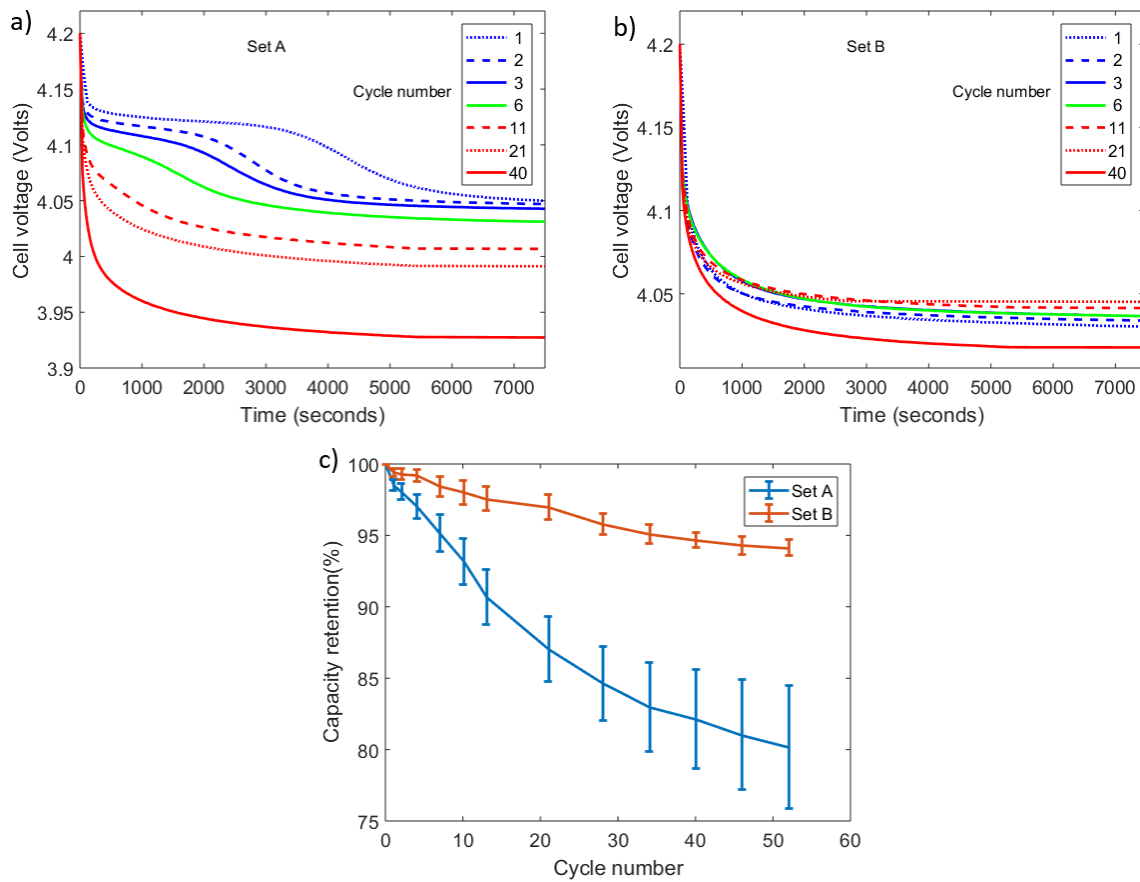 a)
Set A
Cycle number
1
2
3
6
11
21
40
4.2
4.15
4.1
4.05
4
3.95
3.9
Cell voltage (Volts)
0 1000 2000 3000 4000 5000 6000 7000
Time (seconds)
b)
Set B
Cycle number
1
2
3
6
11
21
40
4.2
4.15
4.1
4.05
Cell voltage (Volts)
0 1000 2000 3000 4000 5000 6000 7000
Time (seconds)
c)
Set A
Set B
100
95
90
85
80
75
Capacity retention(%)
0 10 20 30 40 50 60
Cycle number